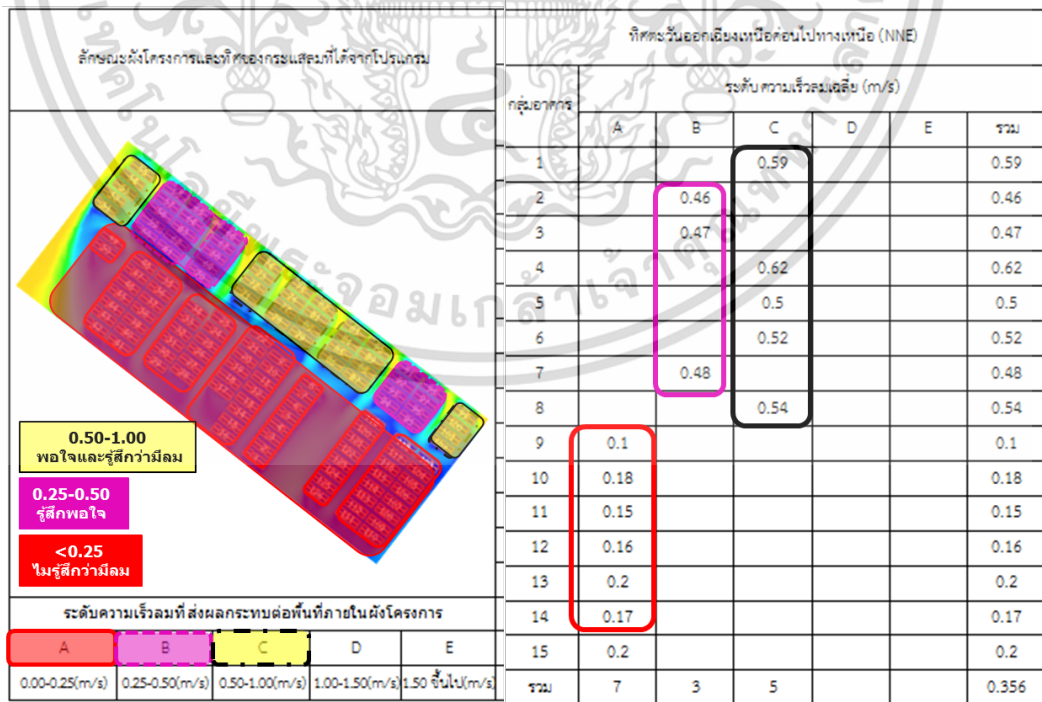 ลักษณะผังโครงการและทิศของกระแสลมที่ได้จากโปรแกรม
0.50-1.00
พอใจและรู้สึกว่ามีลม
0.25-0.50
รู้สึกพอใจ
<0.25
ไม่รู้สึกว่ามีลม
ระดับความเร็วลมที่ส่งผลกระทบต่อพื้นที่ภายในผังโครงการ
A B C D E
0.00-0.25(m/s) 0.25-0.50(m/s) 0.50-1.00(m/s) 1.00-1.50(m/s) 1.50 ขึ้นไป(m/s)
ทิศตะวันออกเฉียงเหนือค่อนไปทางเหนือ (NNE)
กลุ่มอาคาร
ระดับความเร็วลมเฉลี่ย (m/s)
A B C D E รวม
1 0.59 0.59
2 0.46 0.46
3 0.47 0.47
4 0.62 0.62
5 0.5 0.5
6 0.52 0.52
7 0.48 0.48
8 0.54 0.54
9 0.1 0.1
10 0.18 0.18
11 0.15 0.15
12 0.16 0.16
13 0.2 0.2
14 0.17 0.17
15 0.2 0.2
รวม 7 3 5 0.356